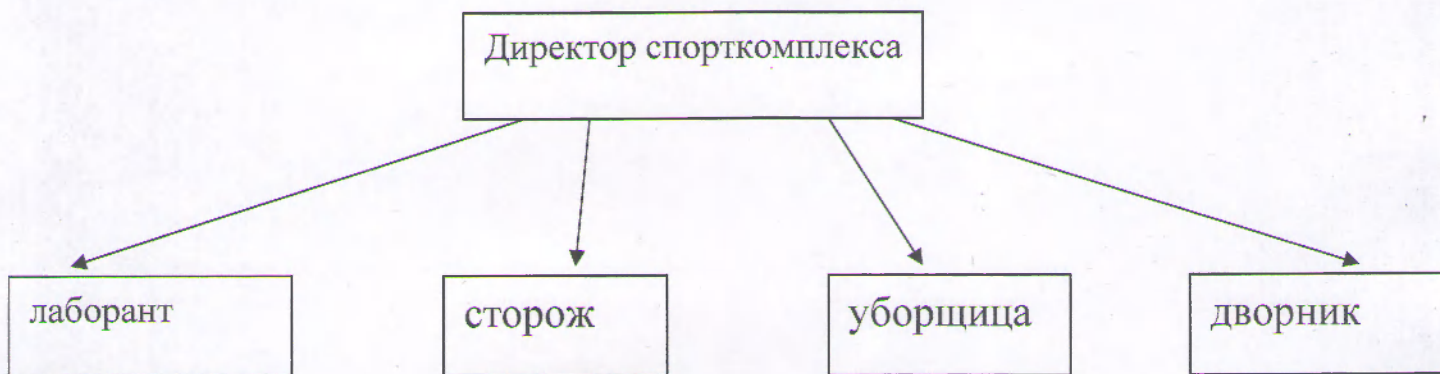 Директор спорткомплекса
лаборант
сторож
уборщица
дворник